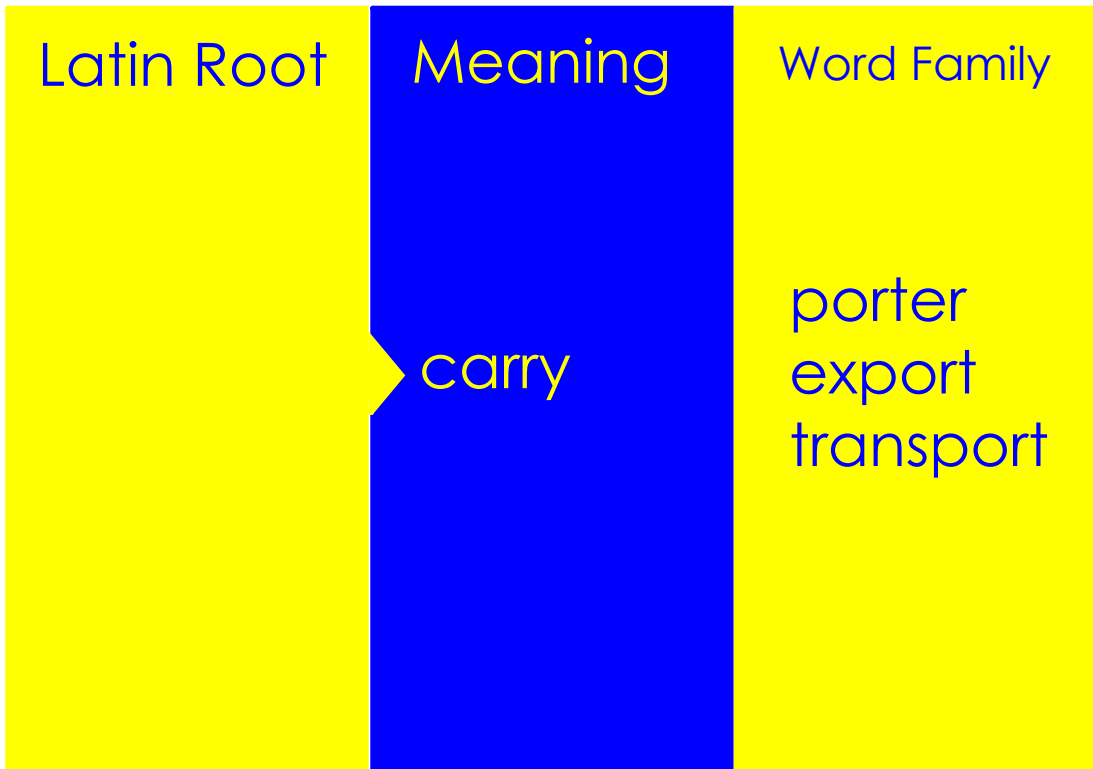 Latin Root
Meaning
Word Family
carry
porter
export
transport